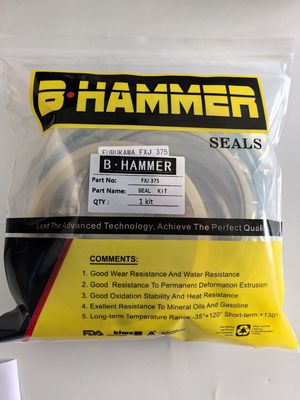 B·HAMMER
SEALS
FURUKAWA FXJ 375
B·HAMMER
Part No: FXJ 375
Part Name: SEAL KIT
QTY: 1 kit
Lead The Advanced Technology, Achieve The Perfect Quality
COMMENTS:
1. Good Wear Resistance And Water Resistance
2. Good Resistance to Permanent Deformation Extrusion
3. Good Oxidation Stability And Heat Resistance
4. Exellent Resistance to Mineral Oils And Gasoline
5. Long-term Temperature Range:-35°+120° Short-term:+130°
FDA kiwa